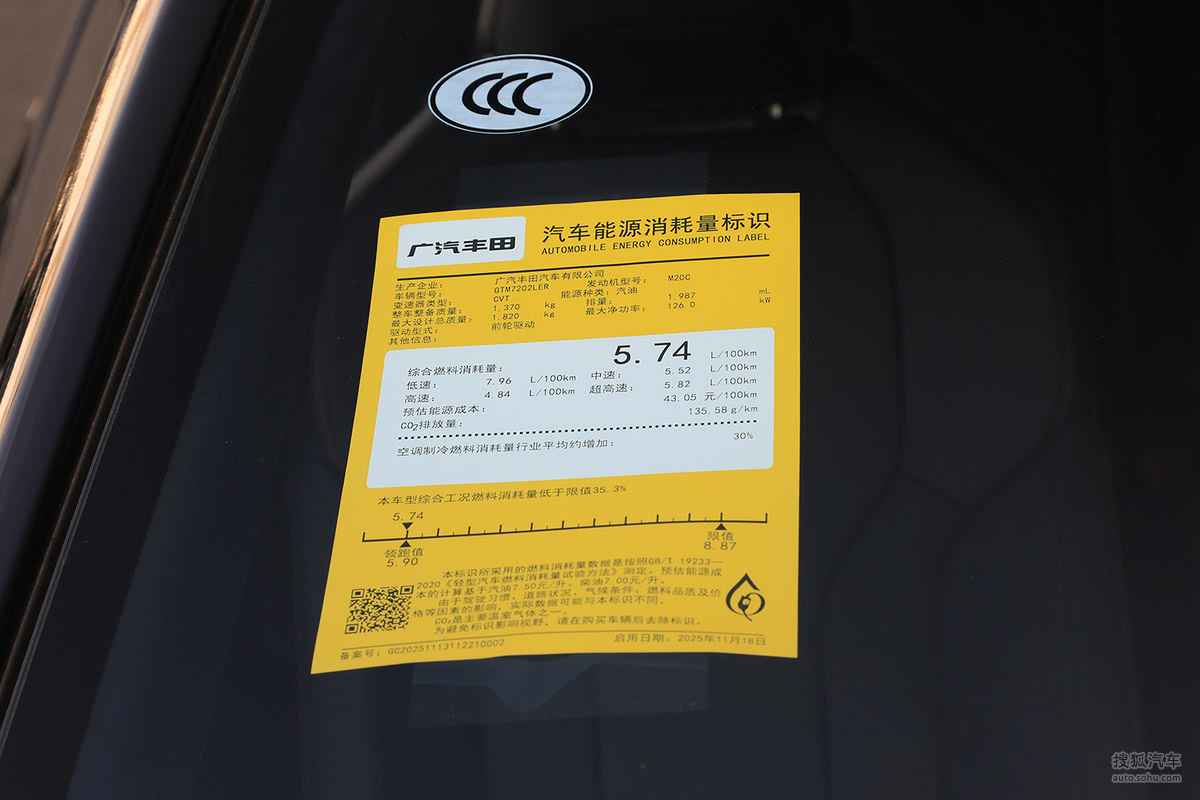 CCC
广汽丰田 汽车能源消耗量标识
AUTOMOBILE ENERGY CONSUMPTION LABEL
生产企业: 广汽丰田汽车有限公司
车辆型号: GTM7202LER 发动机型号: M20C
变速器类型: CVT 能源种类: 汽油
整车整备质量: 1,370 kg 排量: 1,987 mL
最大设计总质量: 1,820 kg 最大净功率: 126.0 kW
驱动型式: 前轮驱动
其他信息:
综合燃料消耗量: 5.74 L/100km
低速: 7.96 L/100km 中速: 5.52 L/100km
高速: 4.84 L/100km 超高速: 5.82 L/100km
预估能源成本: 43.05 元/100km
CO₂排放量: 135.58 g/km
空调制冷燃料消耗量行业平均约增加: 30%
本车型综合工况燃料消耗量低于限值35.3%
5.74
领跑值 限值
5.90 8.87
本标识所采用的燃料消耗量数据是按照GB/T 19233—
2020《轻型汽车燃料消耗量试验方法》测定。预估能源成
本的计算基于汽油7.50元/升、柴油7.00元/升。
由于驾驶习惯、道路状况、气候条件、燃料品质及价
格等因素的影响，实际数据可能与本标识不同。
CO₂是主要温室气体之一。
为避免标识影响视野，请在购买车辆后去除标识。
备案号: GC20251113112210002 启用日期: 2025年11月18日
搜狐汽车
auto.sohu.com